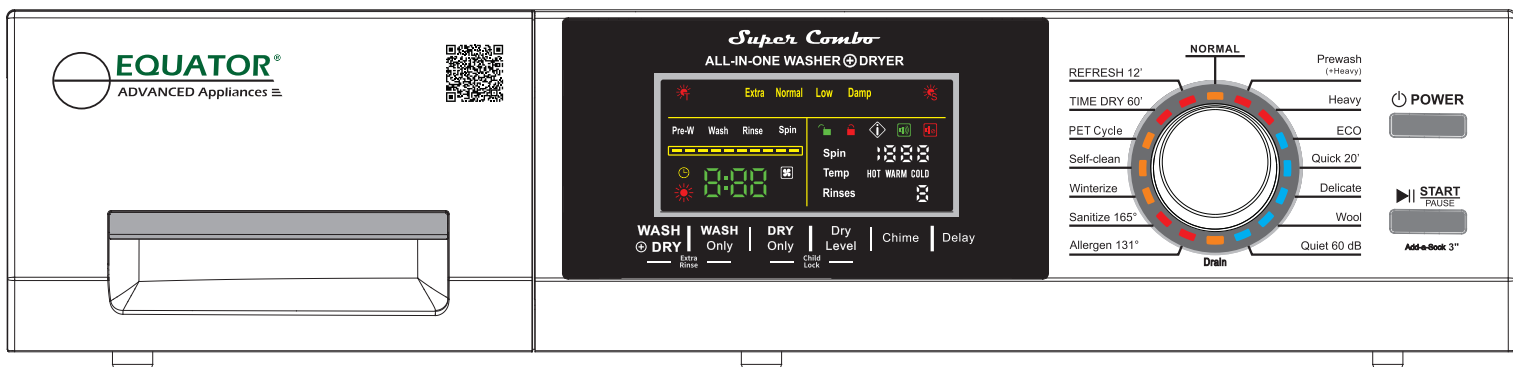 EQUATOR®
ADVANCED Appliances
Super Combo
ALL-IN-ONE WASHER ⊕ DRYER
Extra Normal Low Damp
Pre-W Wash Rinse Spin
Spin 1888
Temp HOT WARM COLD
8:88
Rinses 8
WASH ⊕ DRY
WASH Only
DRY Only
Dry Level
Chime
Delay
Extra Rinse
Child Lock
NORMAL
Prewash
(+Heavy)
Heavy
ECO
Quick 20'
Delicate
Wool
Quiet 60 dB
Drain
Allergen 131°
Sanitize 165°
Winterize
Self-clean
PET Cycle
TIME DRY 60'
REFRESH 12'
POWER
START
PAUSE
Add-a-Sock 3"